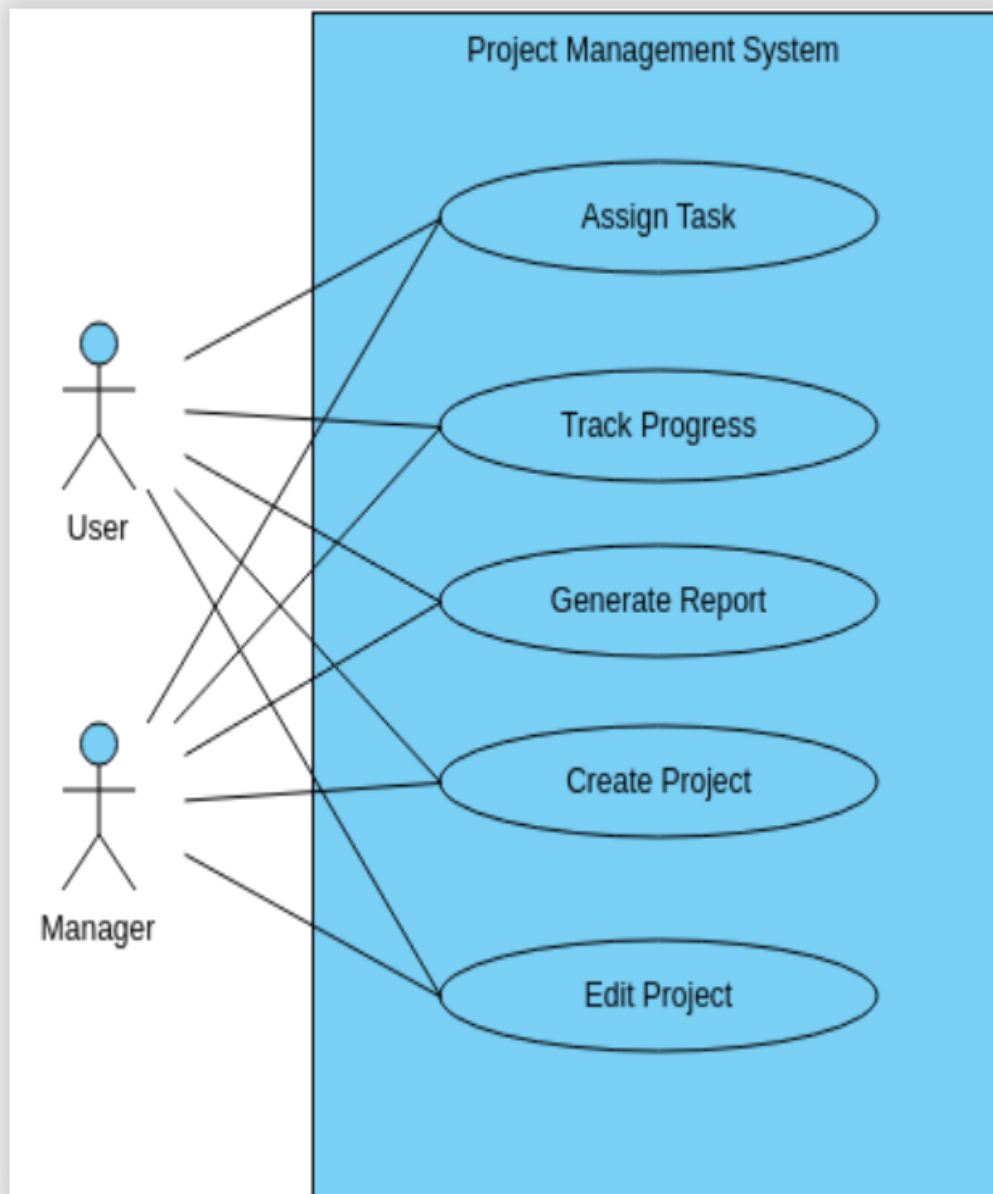 Project Management System
Assign Task
Track Progress
User
Generate Report
Create Project
Manager
Edit Project